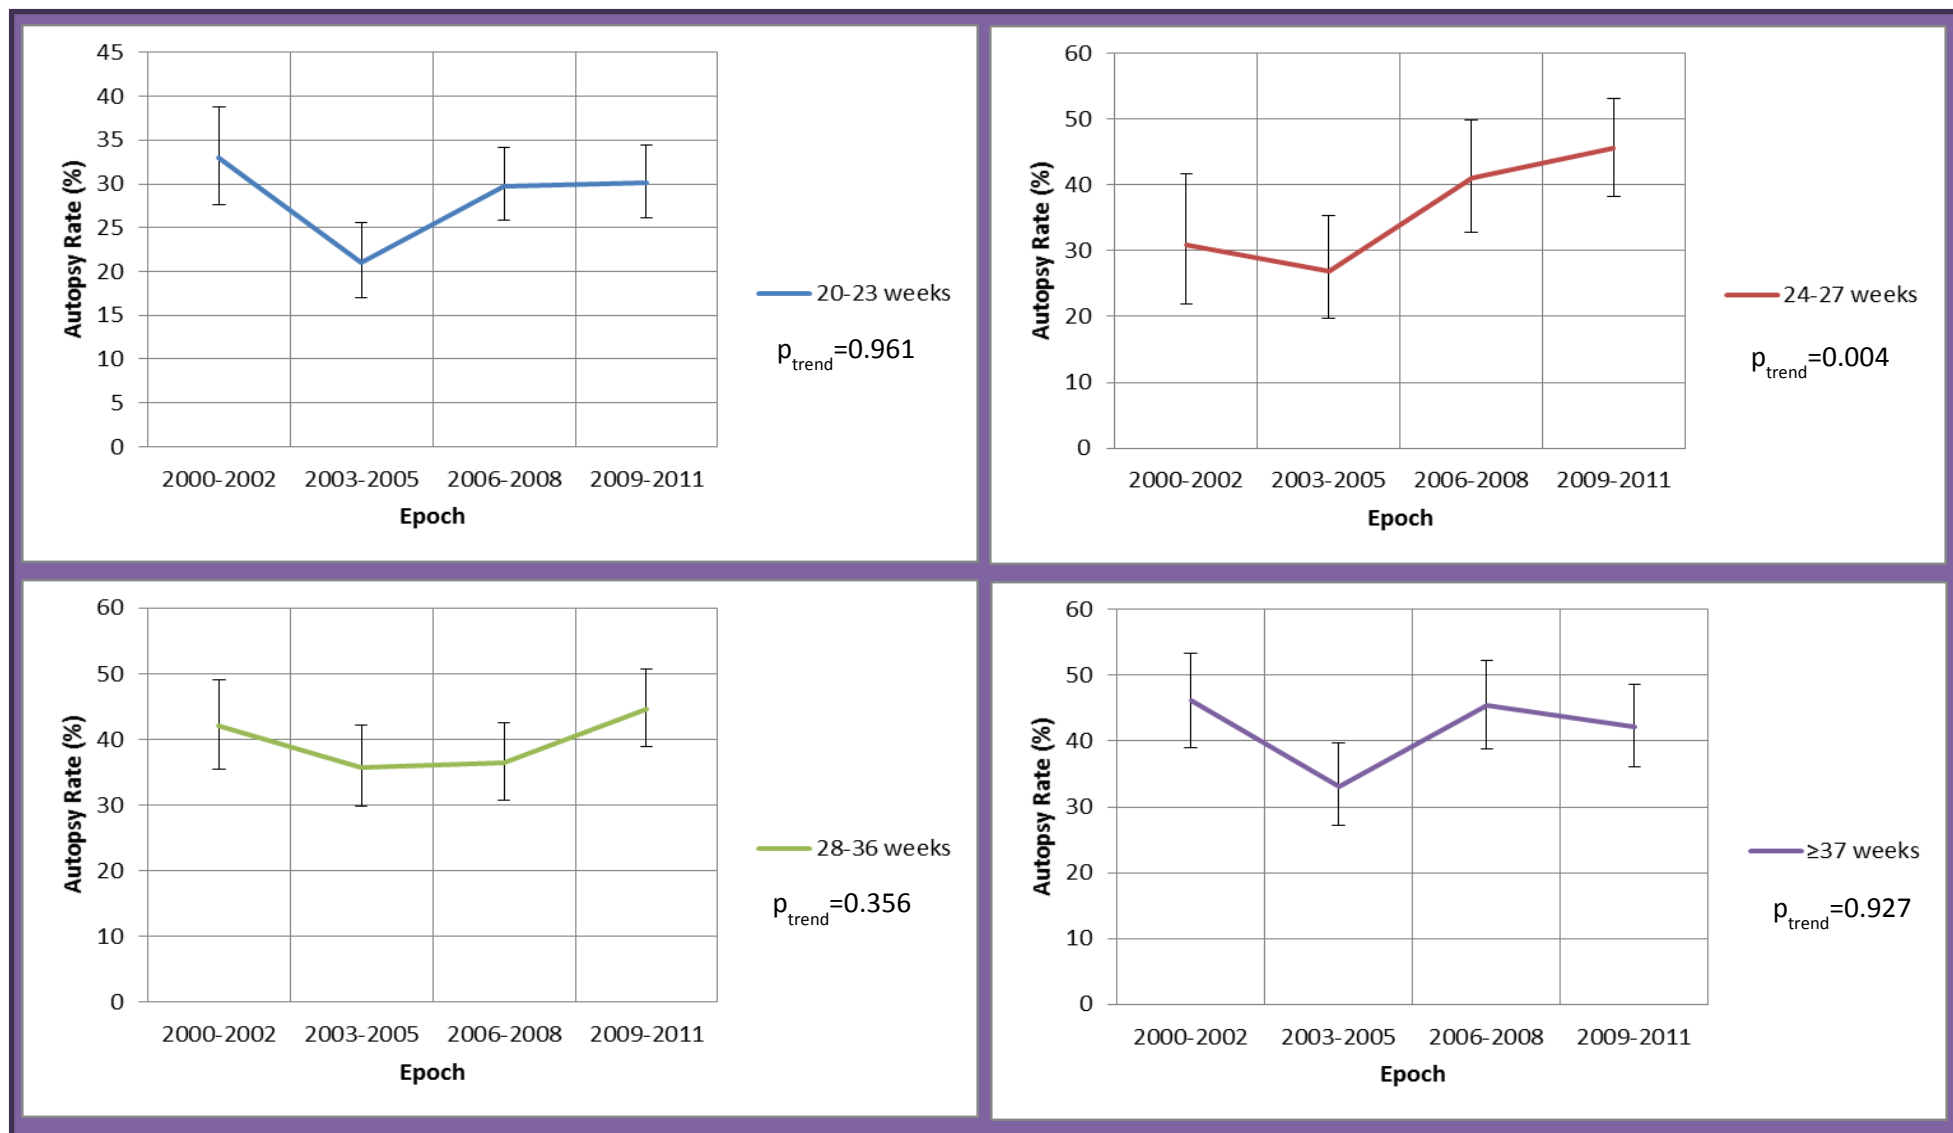 45
40
35
30
25
20
15
10
5
0
Autopsy Rate (%)
2000-2002 2003-2005 2006-2008 2009-2011
Epoch
20-23 weeks
ptrend=0.961
60
50
40
30
20
10
0
Autopsy Rate (%)
2000-2002 2003-2005 2006-2008 2009-2011
Epoch
24-27 weeks
ptrend=0.004
60
50
40
30
20
10
0
Autopsy Rate (%)
2000-2002 2003-2005 2006-2008 2009-2011
Epoch
28-36 weeks
ptrend=0.356
60
50
40
30
20
10
0
Autopsy Rate (%)
2000-2002 2003-2005 2006-2008 2009-2011
Epoch
≥37 weeks
ptrend=0.927